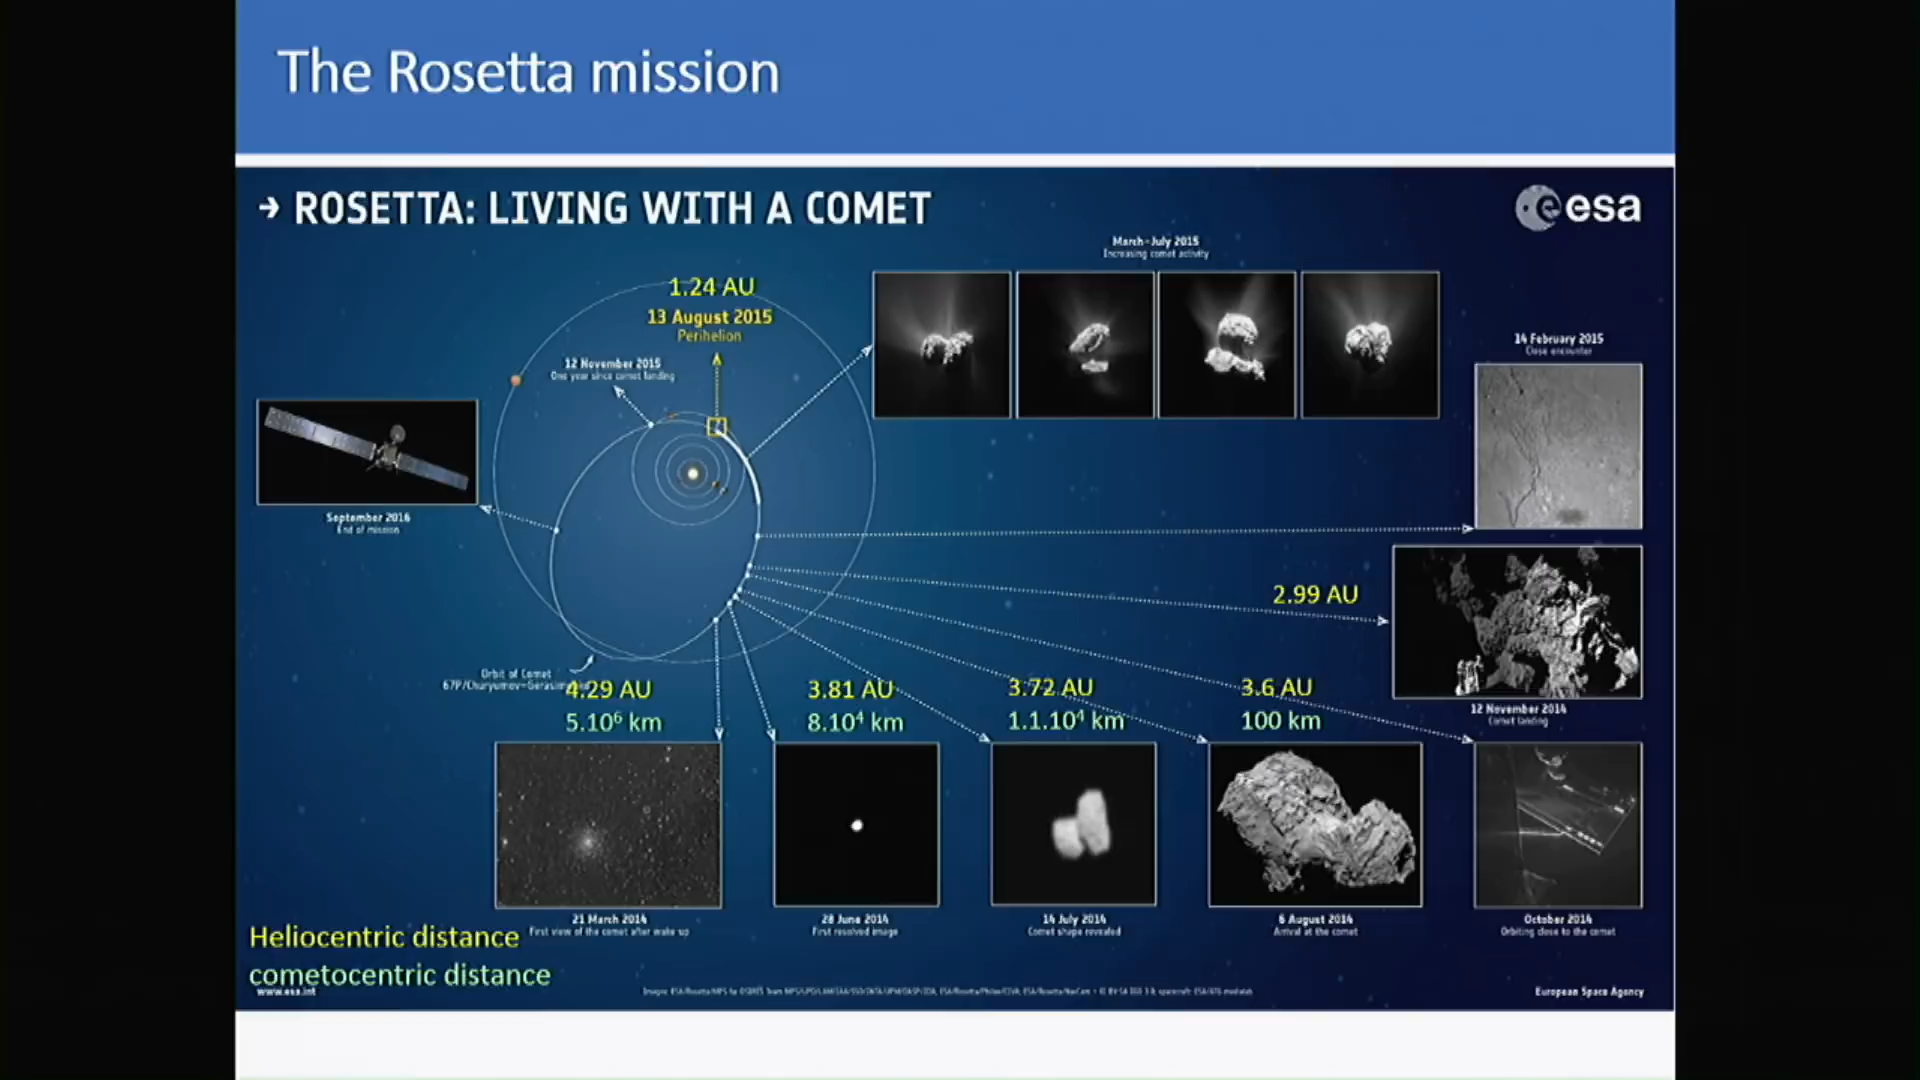 The Rosetta mission
→ ROSETTA: LIVING WITH A COMET
esa
March-July 2015
Increasing comet activity
1.24 AU
13 August 2015
Perihelion
12 November 2015
One year since comet landing
14 February 2015
Close encounter
September 2016
End of mission
2.99 AU
12 November 2014
Comet landing
Orbit of Comet
67P/Churyumov-Gerasim
4.29 AU
5.10⁶ km
3.81 AU
8.10⁴ km
3.72 AU
1.1.10⁴ km
3.6 AU
100 km
21 March 2014
First view of the comet after wake up
28 June 2014
First resolved image
14 July 2014
Comet shape revealed
6 August 2014
Arrival at the comet
October 2014
Orbiting close to the comet
Heliocentric distance
cometocentric distance
www.esa.int
European Space Agency